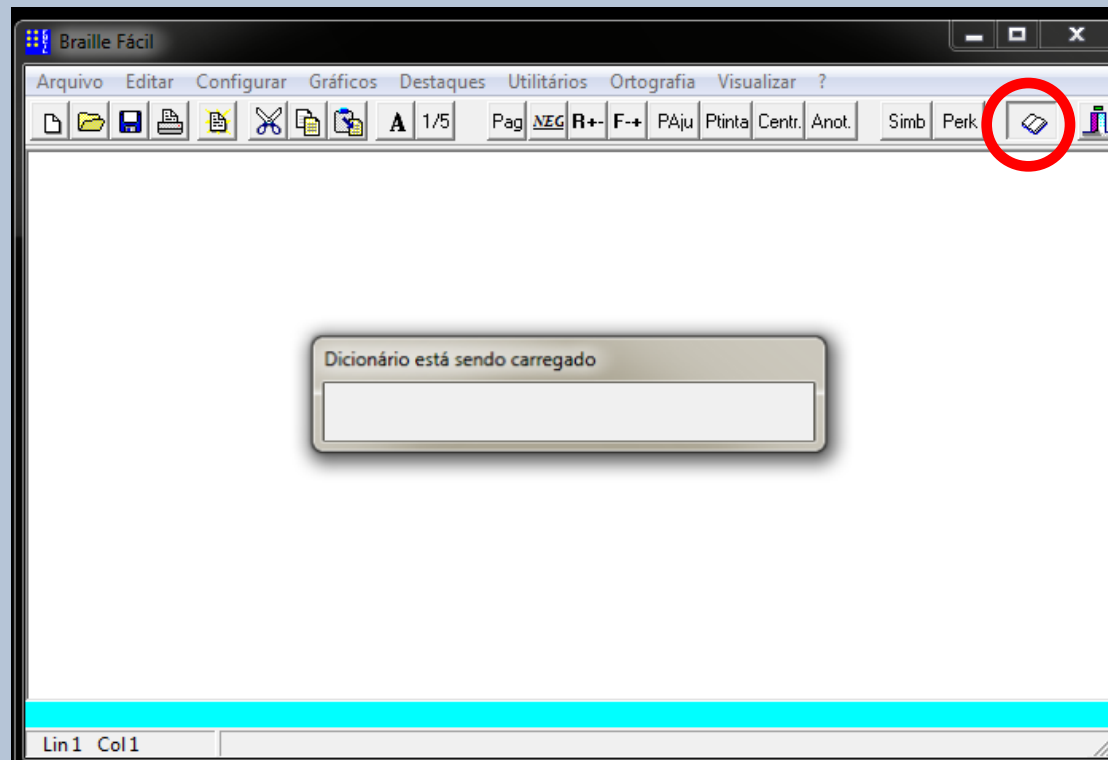 Braille Fácil
Arquivo Editar Configurar Gráficos Destaques Utilitários Ortografia Visualizar ?
A 1/5 Pag NEG R+- F-+ PAju Ptinta Centr. Anot. Simb Perk
Dicionário está sendo carregado
Lin 1 Col 1